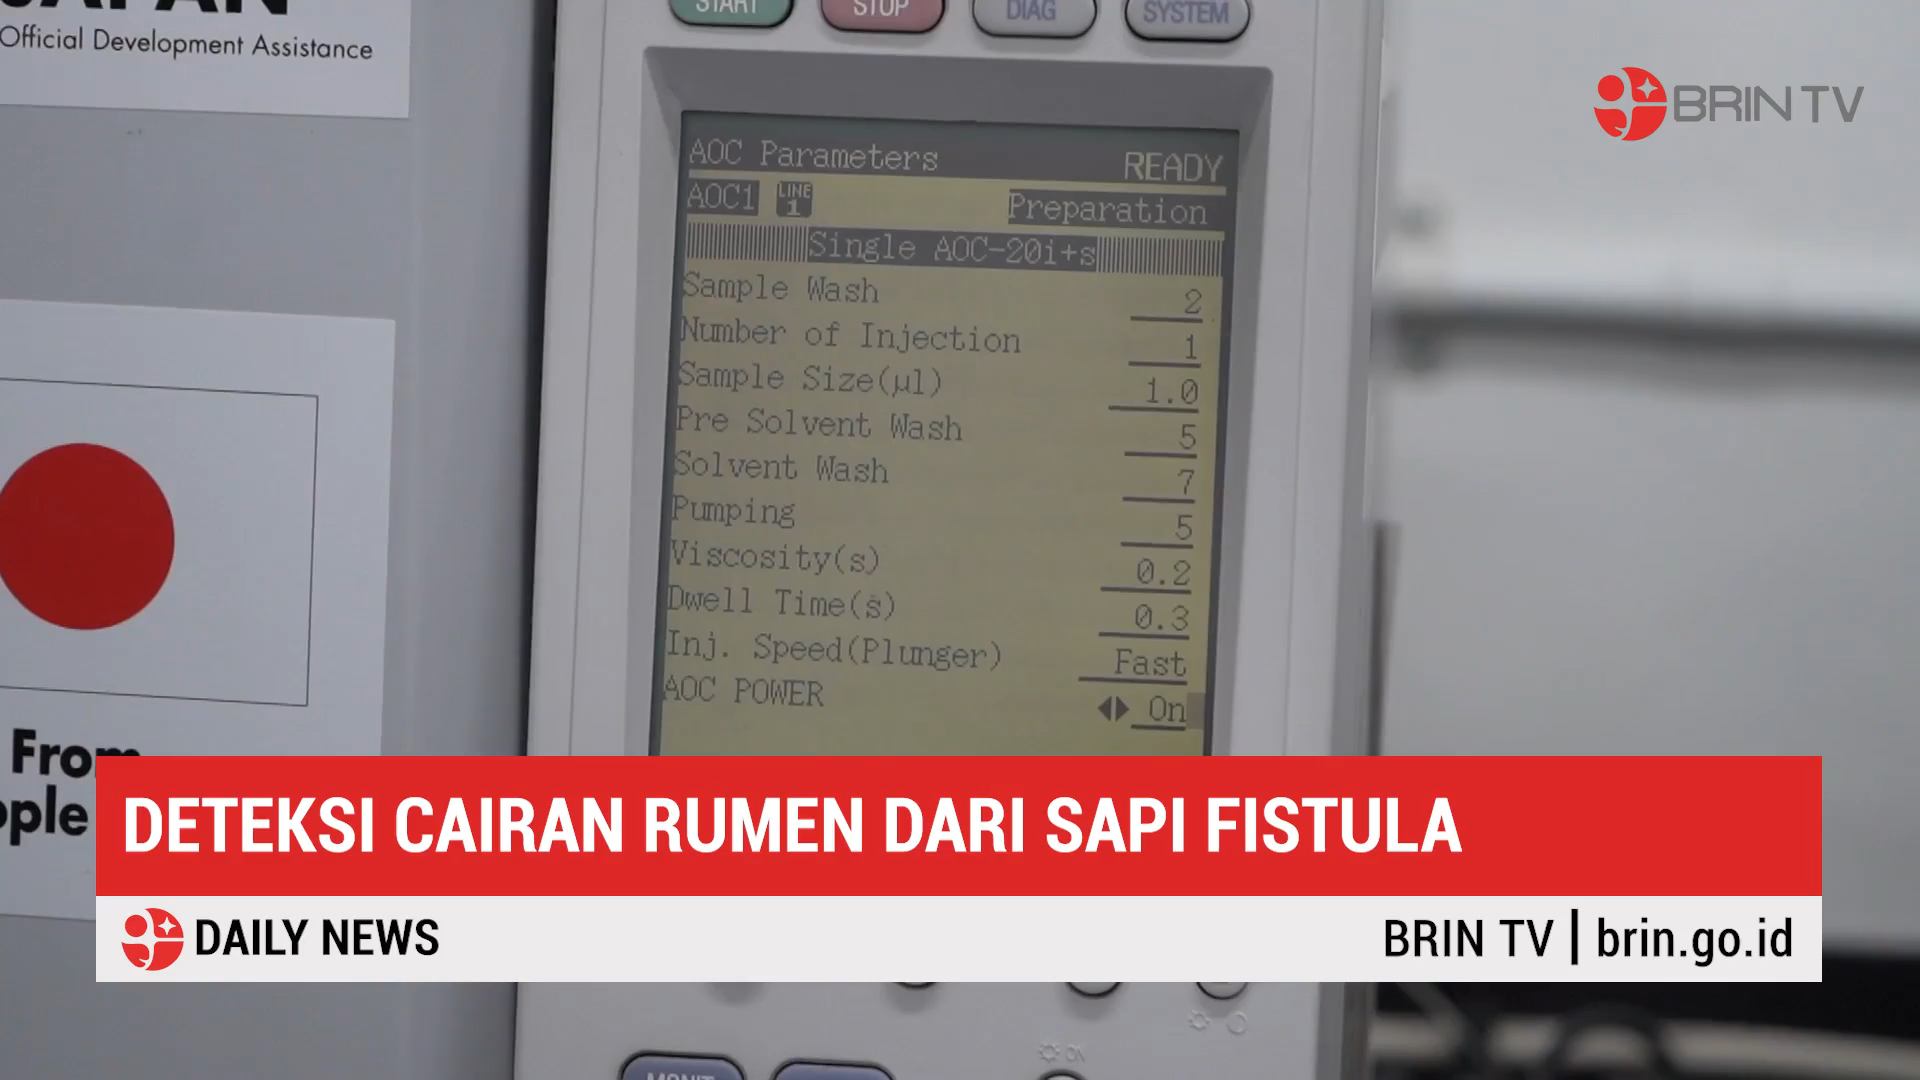 Official Development Assistance
START
STOP
DIAG
SYSTEM
BRIN TV
AOC Parameters
READY
AOC1
LINE 1
Preparation
Single AOC-20i+s
Sample Wash 2
Number of Injection 1
Sample Size(µl) 1.0
Pre Solvent Wash 5
Solvent Wash 7
Pumping 5
Viscosity(s) 0.2
Dwell Time(s) 0.3
Inj. Speed(Plunger) Fast
AOC POWER On
From
DETEKSI CAIRAN RUMEN DARI SAPI FISTULA
DAILY NEWS
BRIN TV | brin.go.id
ON